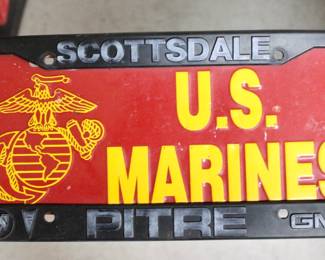 SCOTTSDALE
U.S.
MARINES
PITRE GM